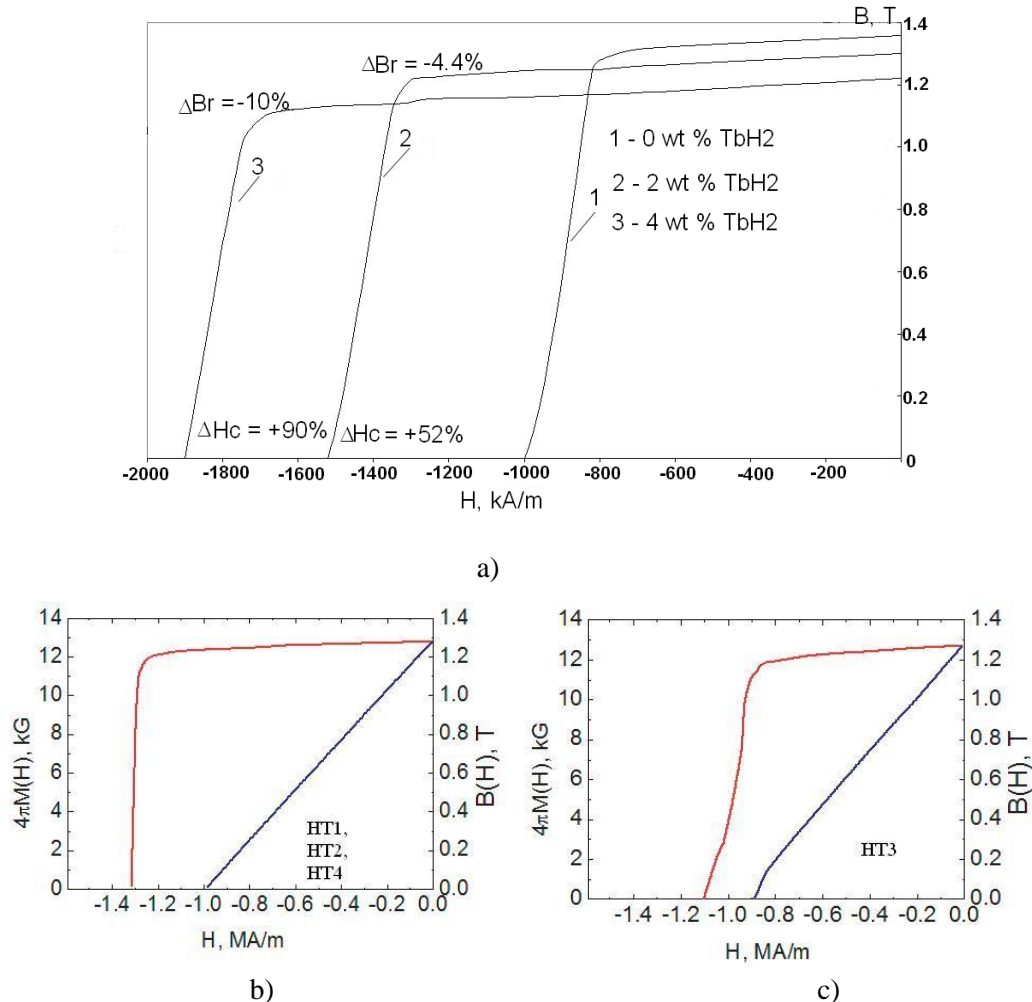 B, T
1.4
ΔBr = -4.4%
ΔBr = -10%
1.2
1.0
0.8
0.6
0.4
0.2
0
3
2
1
1 - 0 wt % TbH2
2 - 2 wt % TbH2
3 - 4 wt % TbH2
ΔHc = +90%
ΔHc = +52%
-2000 -1800 -1600 -1400 -1200 -1000 -800 -600 -400 -200
H, kA/m
a)
14
12
10
8
6
4
2
0
4πM(H), kG
1.4
1.2
1.0
0.8
0.6
0.4
0.2
0.0
B(H), T
HT1,
HT2,
HT4
-1.4 -1.2 -1.0 -0.8 -0.6 -0.4 -0.2 0.0
H, MA/m
b)
14
12
10
8
6
4
2
0
4πM(H), kG
1.4
1.2
1.0
0.8
0.6
0.4
0.2
0.0
B(H), T
HT3
-1.4 -1.2 -1.0 -0.8 -0.6 -0.4 -0.2 0.0
H, MA/m
c)